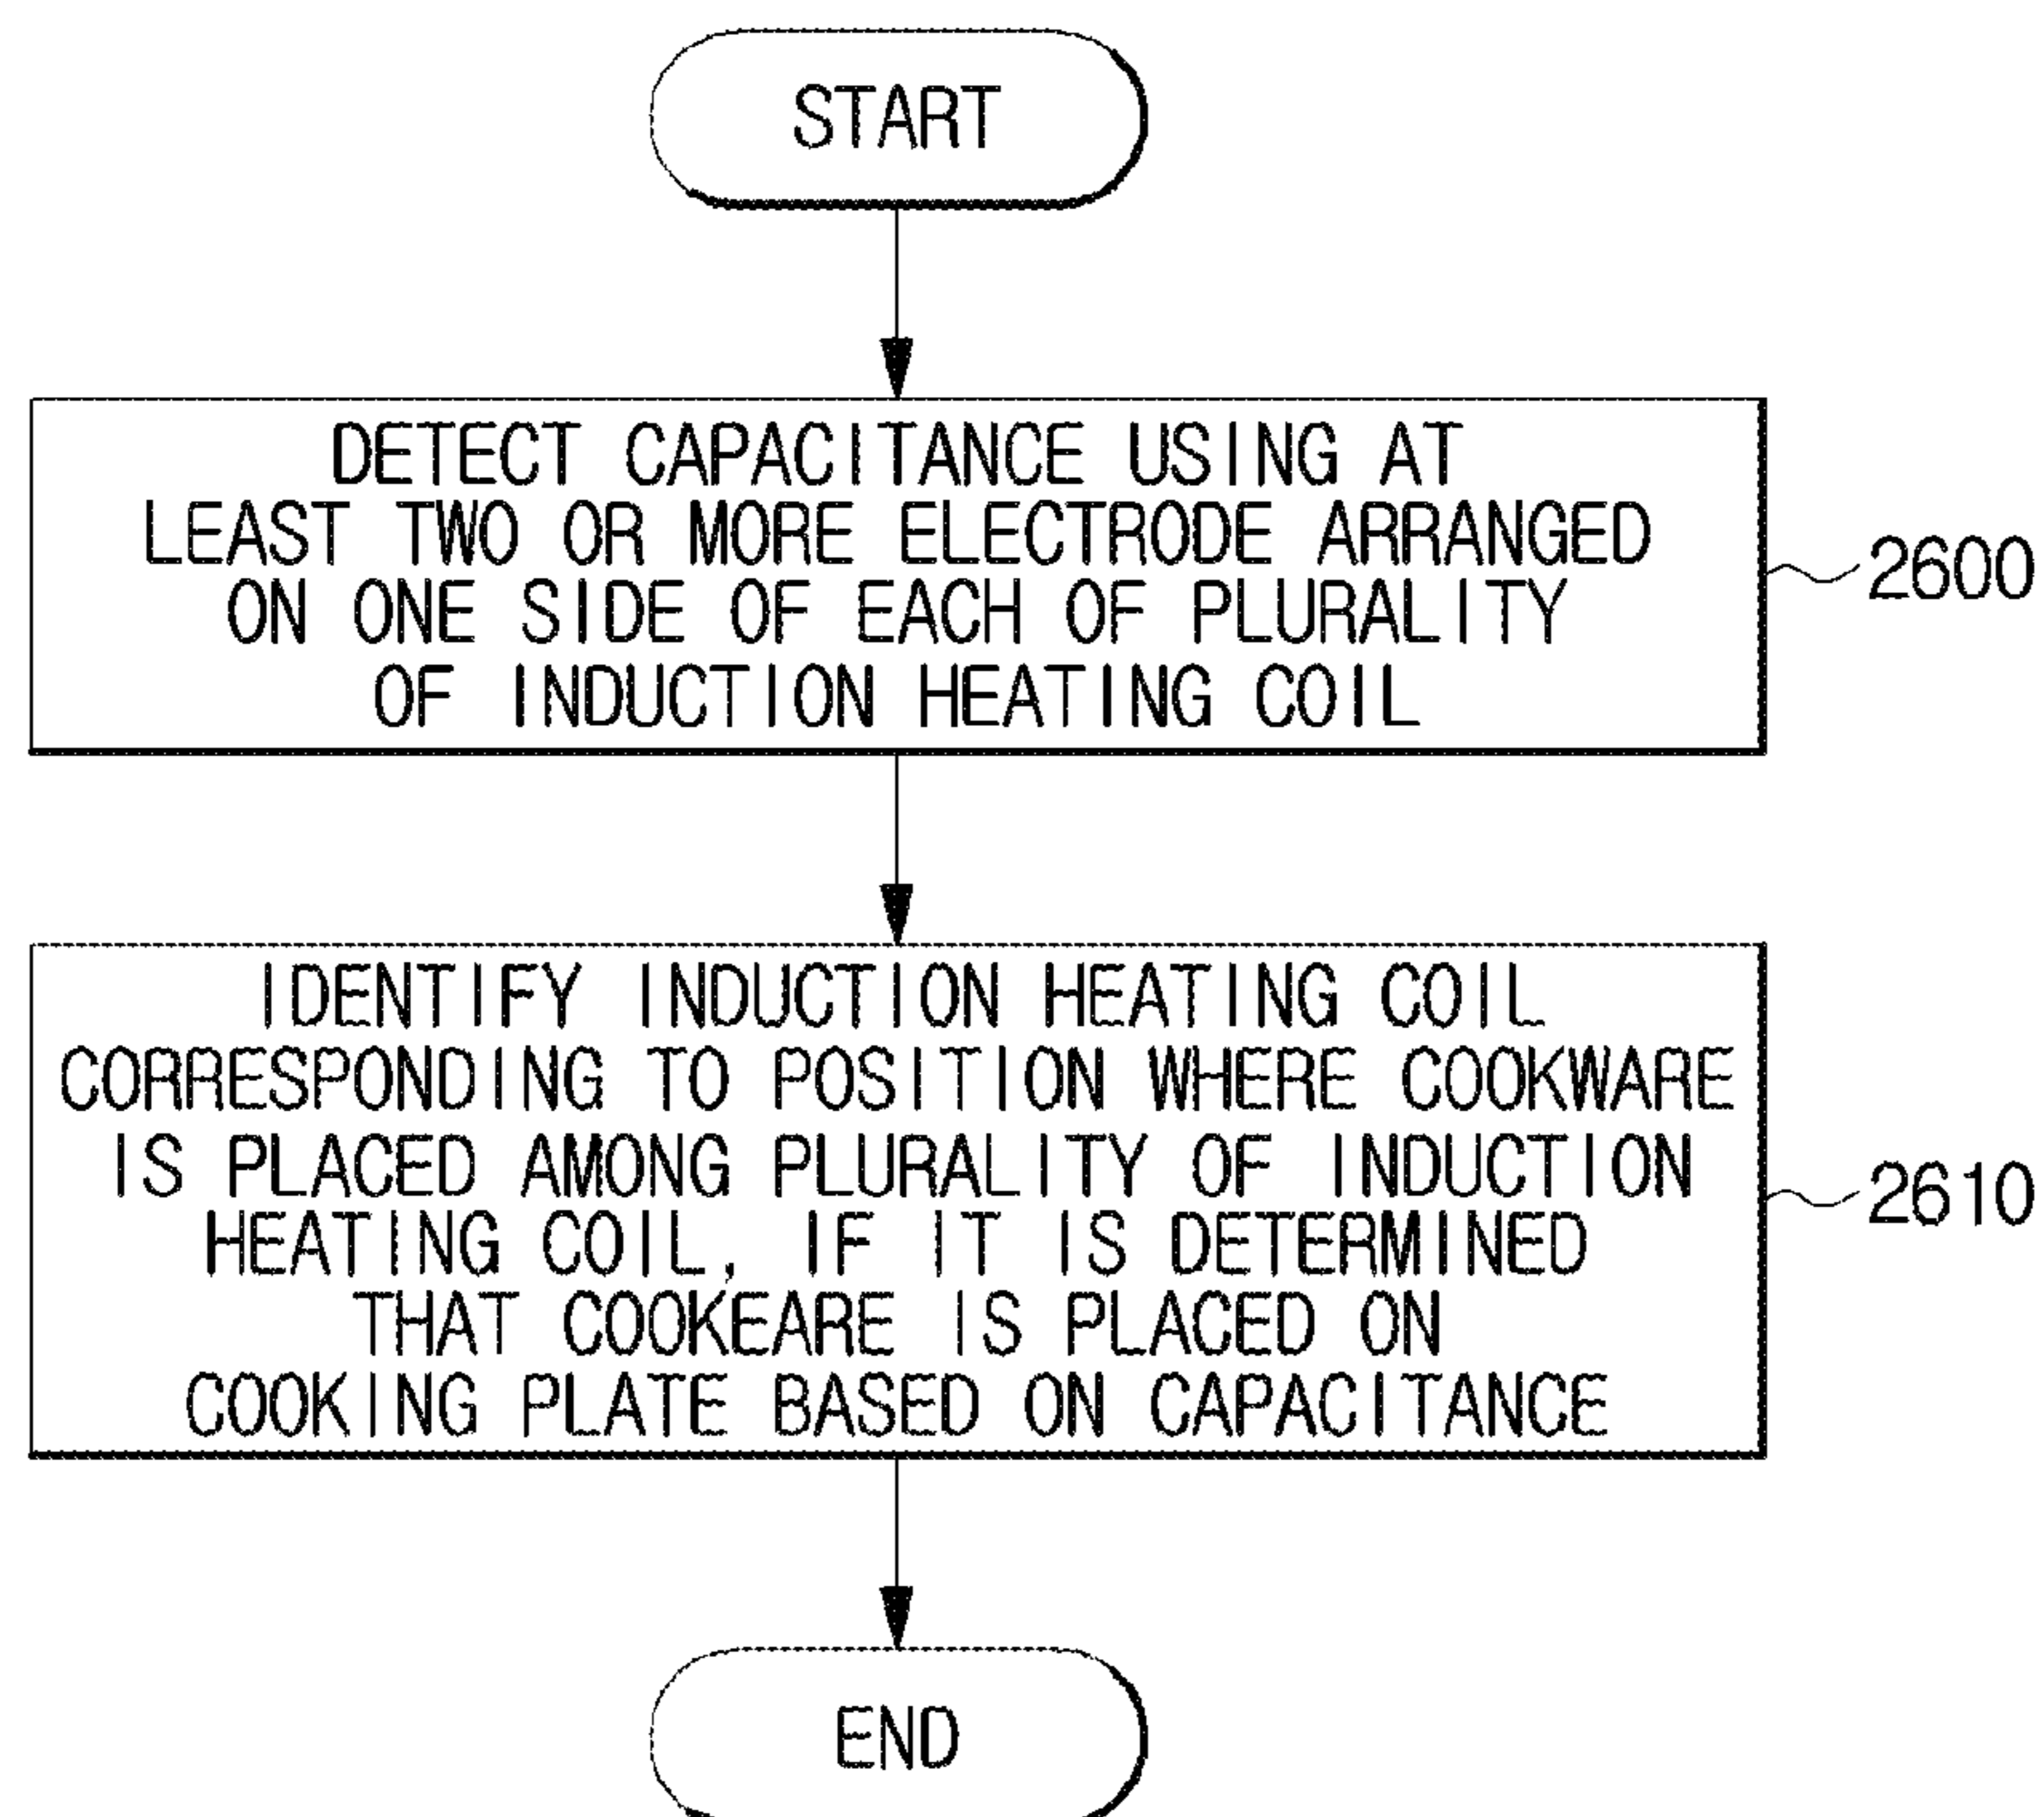 START
DETECT CAPACITANCE USING AT
LEAST TWO OR MORE ELECTRODE ARRANGED
ON ONE SIDE OF EACH OF PLURALITY
OF INDUCTION HEATING COIL
2600
IDENTIFY INDUCTION HEATING COIL
CORRESPONDING TO POSITION WHERE COOKWARE
IS PLACED AMONG PLURALITY OF INDUCTION
HEATING COIL, IF IT IS DETERMINED
THAT COOKEARE IS PLACED ON
COOKING PLATE BASED ON CAPACITANCE
2610
END